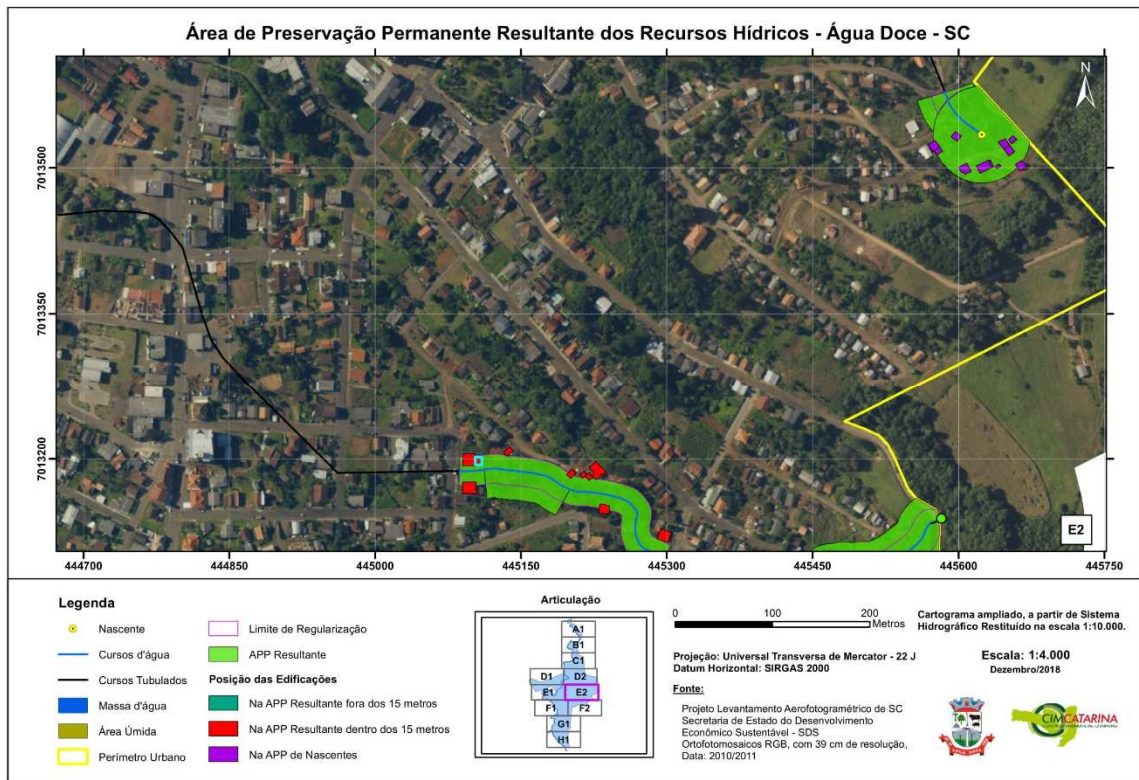 Área de Preservação Permanente Resultante dos Recursos Hídricos - Água Doce - SC
N
7013500
7013350
7013200
E2
444700
444850
445000
445150
445300
445450
445600
445750
Legenda
Nascente
Cursos d'água
Cursos Tubulados
Massa d'água
Área Úmida
Perímetro Urbano
Limite de Regularização
APP Resultante
Posição das Edificações
Na APP Resultante fora dos 15 metros
Na APP Resultante dentro dos 15 metros
Na APP de Nascentes
Articulação
A1
B1
C1
D1 D2
E1 E2
F1 F2
G1
H1
0 100 200
Metros
Projeção: Universal Transversa de Mercator - 22 J
Datum Horizontal: SIRGAS 2000
Fonte:
Projeto Levantamento Aerofotogramétrico de SC
Secretaria de Estado do Desenvolvimento
Econômico Sustentável - SDS
Ortofotomosaicos RGB, com 39 cm de resolução,
Data: 2010/2011
Cartograma ampliado, a partir de Sistema
Hidrográfico Restituído na escala 1:10.000.
Escala: 1:4.000
Dezembro/2018
CIMCATARINA